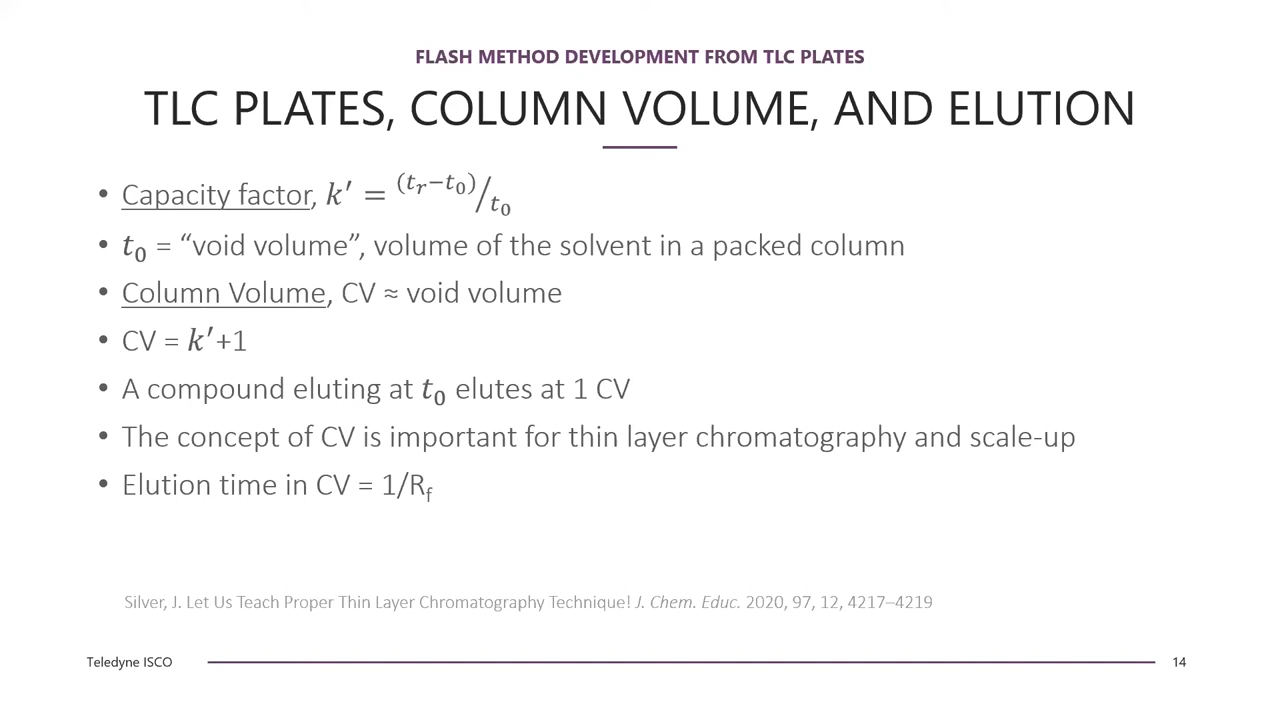 FLASH METHOD DEVELOPMENT FROM TLC PLATES
TLC PLATES, COLUMN VOLUME, AND ELUTION
• Capacity factor, k′ = (tᵣ−t₀)/t₀
• t₀ = “void volume”, volume of the solvent in a packed column
• Column Volume, CV ≈ void volume
• CV = k′+1
• A compound eluting at t₀ elutes at 1 CV
• The concept of CV is important for thin layer chromatography and scale-up
• Elution time in CV = 1/Rf
Silver, J. Let Us Teach Proper Thin Layer Chromatography Technique! J. Chem. Educ. 2020, 97, 12, 4217–4219
Teledyne ISCO
14